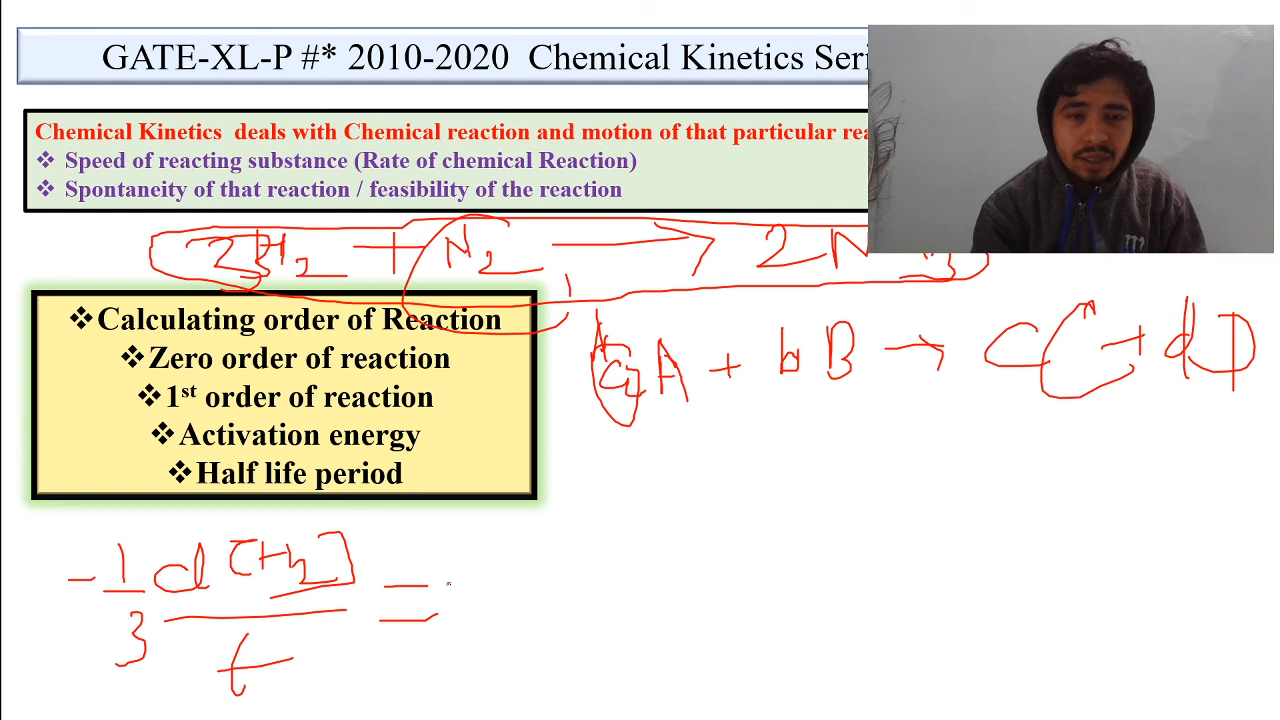 GATE-XL-P #* 2010-2020 Chemical Kinetics Seri
Chemical Kinetics deals with Chemical reaction and motion of that particular rea
❖ Speed of reacting substance (Rate of chemical Reaction)
❖ Spontaneity of that reaction / feasibility of the reaction
3H2 + N2 → 2N 3
❖Calculating order of Reaction
❖Zero order of reaction
❖1st order of reaction
❖Activation energy
❖Half life period
aA + bB → cC + dD
- 1/3 d[H2]/t =